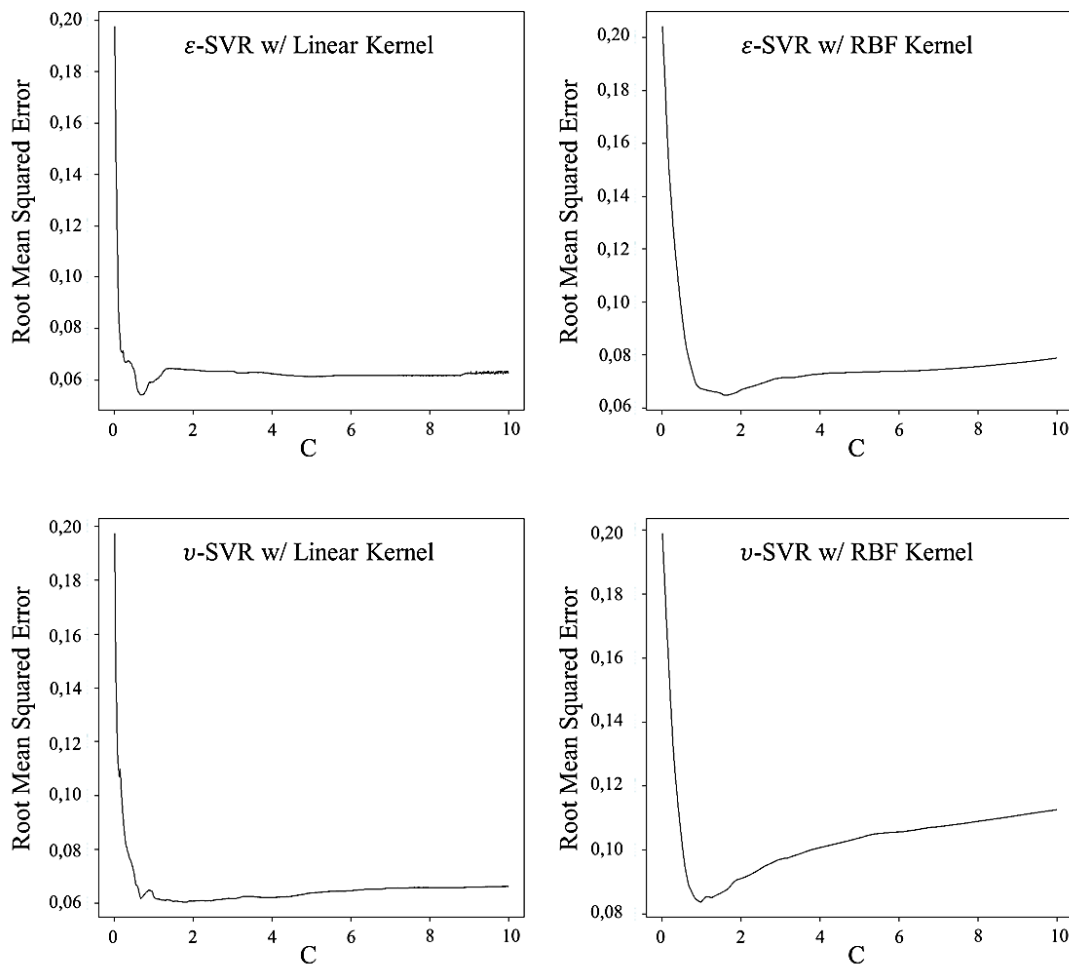 ε-SVR w/ Linear Kernel
Root Mean Squared Error
0,20
0,18
0,16
0,14
0,12
0,10
0,08
0,06
0 2 4 6 8 10
C
ε-SVR w/ RBF Kernel
Root Mean Squared Error
0,20
0,18
0,16
0,14
0,12
0,10
0,08
0,06
0 2 4 6 8 10
C
υ-SVR w/ Linear Kernel
Root Mean Squared Error
0,20
0,18
0,16
0,14
0,12
0,10
0,08
0,06
0 2 4 6 8 10
C
υ-SVR w/ RBF Kernel
Root Mean Squared Error
0,20
0,18
0,16
0,14
0,12
0,10
0,08
0 2 4 6 8 10
C